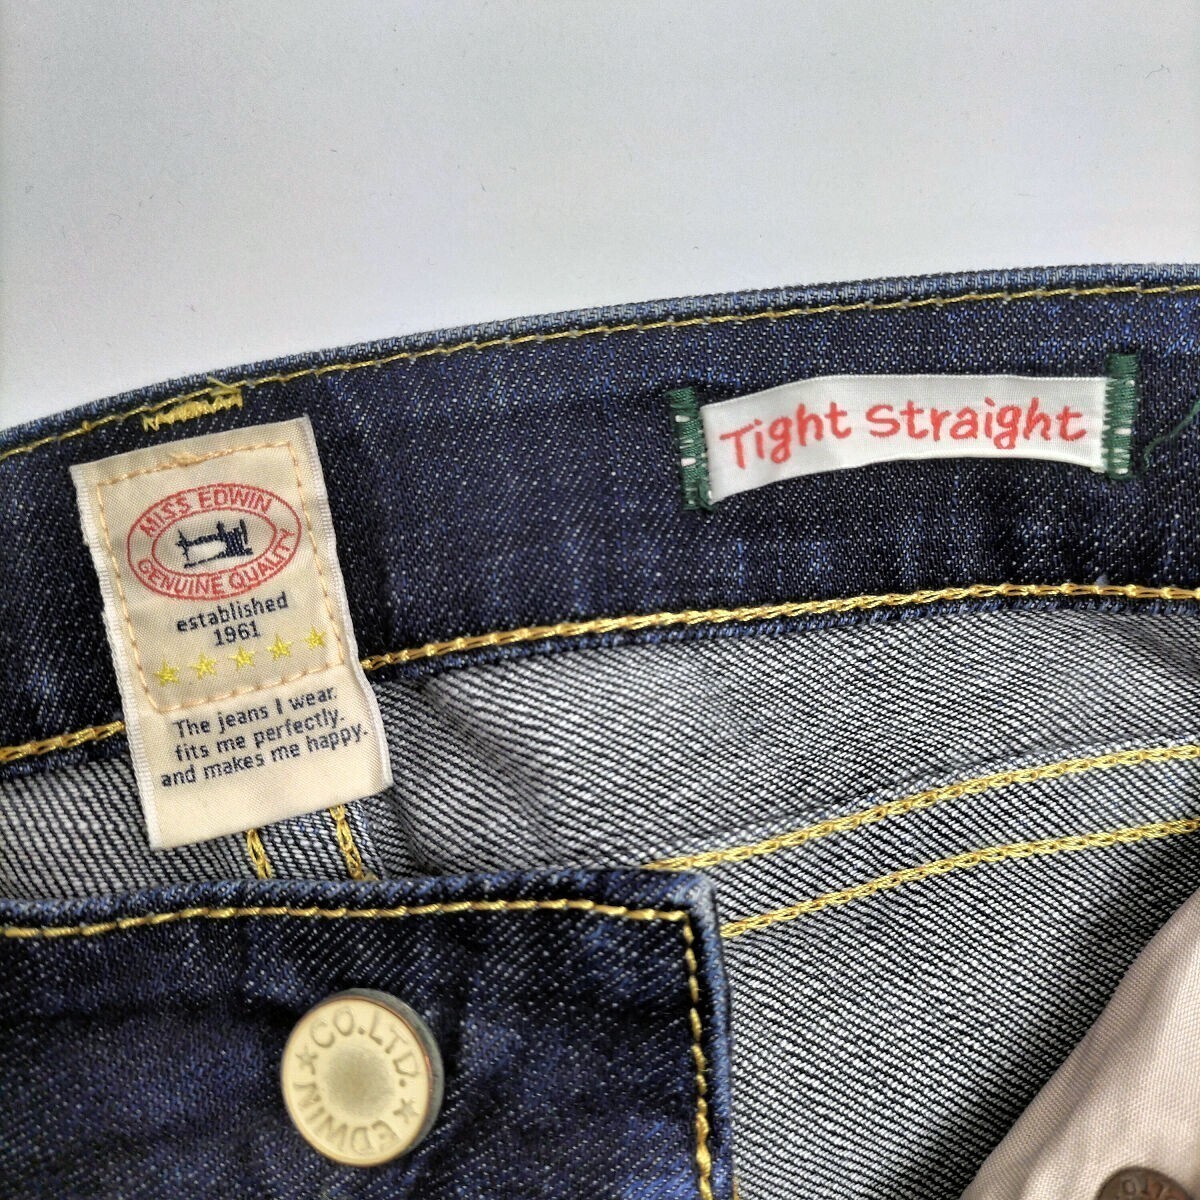 MISS EDWIN
GENUINE QUALITY
established
1961
The jeans I wear.
fits me perfectly.
and makes me happy.
Tight Straight
EDWIN ★ CO.LTD. ★